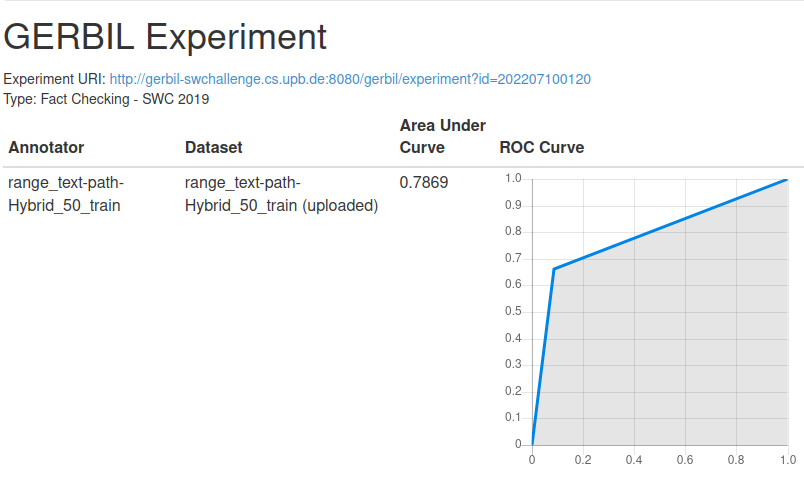 GERBIL Experiment
Experiment URI: http://gerbil-swchallenge.cs.upb.de:8080/gerbil/experiment?id=202207100120
Type: Fact Checking - SWC 2019
Annotator Dataset Area Under Curve ROC Curve
range_text-path-Hybrid_50_train range_text-path-Hybrid_50_train (uploaded) 0.7869
1.0
0.9
0.8
0.7
0.6
0.5
0.4
0.3
0.2
0.1
0
0 0.2 0.4 0.6 0.8 1.0